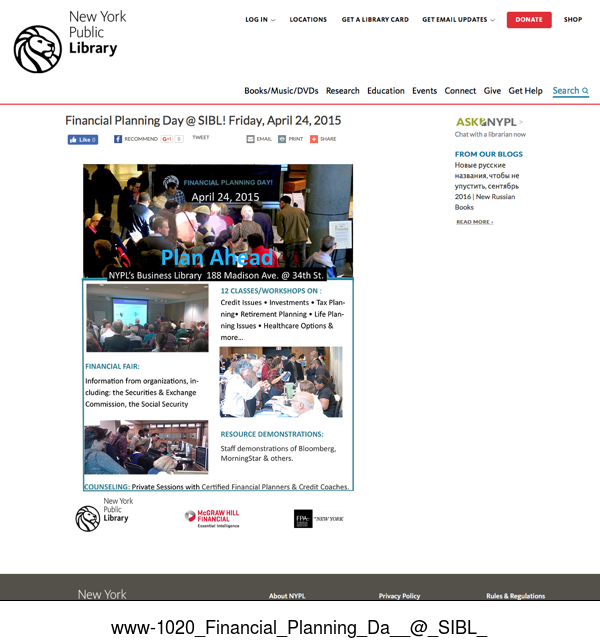 New York
Public
Library
LOG IN
LOCATIONS
GET A LIBRARY CARD
GET EMAIL UPDATES
DONATE
SHOP
Books/Music/DVDs
Research
Education
Events
Connect
Give
Get Help
Search
Financial Planning Day @ SIBL! Friday, April 24, 2015
Like 0
RECOMMEND
0
TWEET
EMAIL
PRINT
SHARE
ASK NYPL >
Chat with a librarian now
FROM OUR BLOGS
Новые русские
названия, чтобы не
упустить, сентябрь
2016 | New Russian
Books
READ MORE ›
FINANCIAL PLANNING DAY!
April 24, 2015
Plan Ahead
NYPL's Business Library 188 Madison Ave. @ 34th St.
12 CLASSES/WORKSHOPS ON :
Credit Issues • Investments • Tax Plan-
ning• Retirement Planning • Life Plan-
ning Issues • Healthcare Options &
more...
FINANCIAL FAIR:
Information from organizations, in-
cluding: the Securities & Exchange
Commission, the Social Security
RESOURCE DEMONSTRATIONS:
Staff demonstrations of Bloomberg,
MorningStar & others.
COUNSELING: Private Sessions with Certified Financial Planners & Credit Coaches.
New York
Public
Library
McGRAW HILL
FINANCIAL
Essential Intelligence
FPA
NEW YORK
New York
About NYPL
Privacy Policy
Rules & Regulations
www-1020_Financial_Planning_Da__@_SIBL_